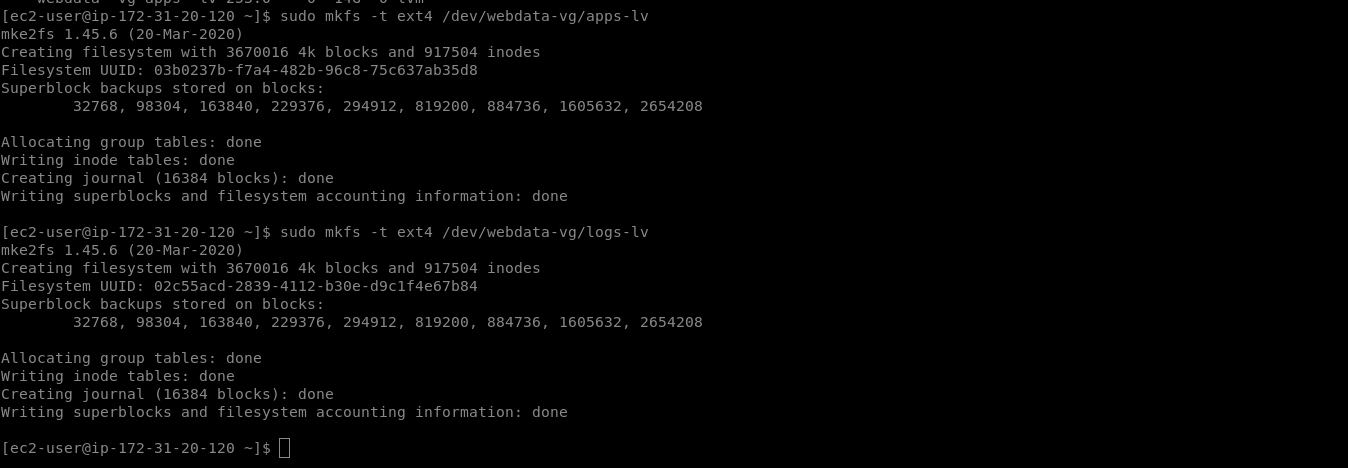 [ec2-user@ip-172-31-20-120 ~]$ sudo mkfs -t ext4 /dev/webdata-vg/apps-lv
mke2fs 1.45.6 (20-Mar-2020)
Creating filesystem with 3670016 4k blocks and 917504 inodes
Filesystem UUID: 03b0237b-f7a4-482b-96c8-75c637ab35d8
Superblock backups stored on blocks:
        32768, 98304, 163840, 229376, 294912, 819200, 884736, 1605632, 2654208
Allocating group tables: done
Writing inode tables: done
Creating journal (16384 blocks): done
Writing superblocks and filesystem accounting information: done
[ec2-user@ip-172-31-20-120 ~]$ sudo mkfs -t ext4 /dev/webdata-vg/logs-lv
mke2fs 1.45.6 (20-Mar-2020)
Creating filesystem with 3670016 4k blocks and 917504 inodes
Filesystem UUID: 02c55acd-2839-4112-b30e-d9c1f4e67b84
Superblock backups stored on blocks:
        32768, 98304, 163840, 229376, 294912, 819200, 884736, 1605632, 2654208
Allocating group tables: done
Writing inode tables: done
Creating journal (16384 blocks): done
Writing superblocks and filesystem accounting information: done
[ec2-user@ip-172-31-20-120 ~]$